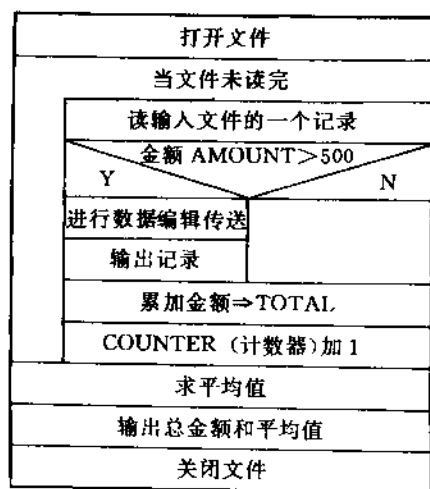 打开文件
当文件未读完
读输入文件的一个记录
金额 AMOUNT>500
Y N
进行数据编辑传送
输出记录
累加金额⇒TOTAL
COUNTER（计数器）加 1
求平均值
输出总金额和平均值
关闭文件